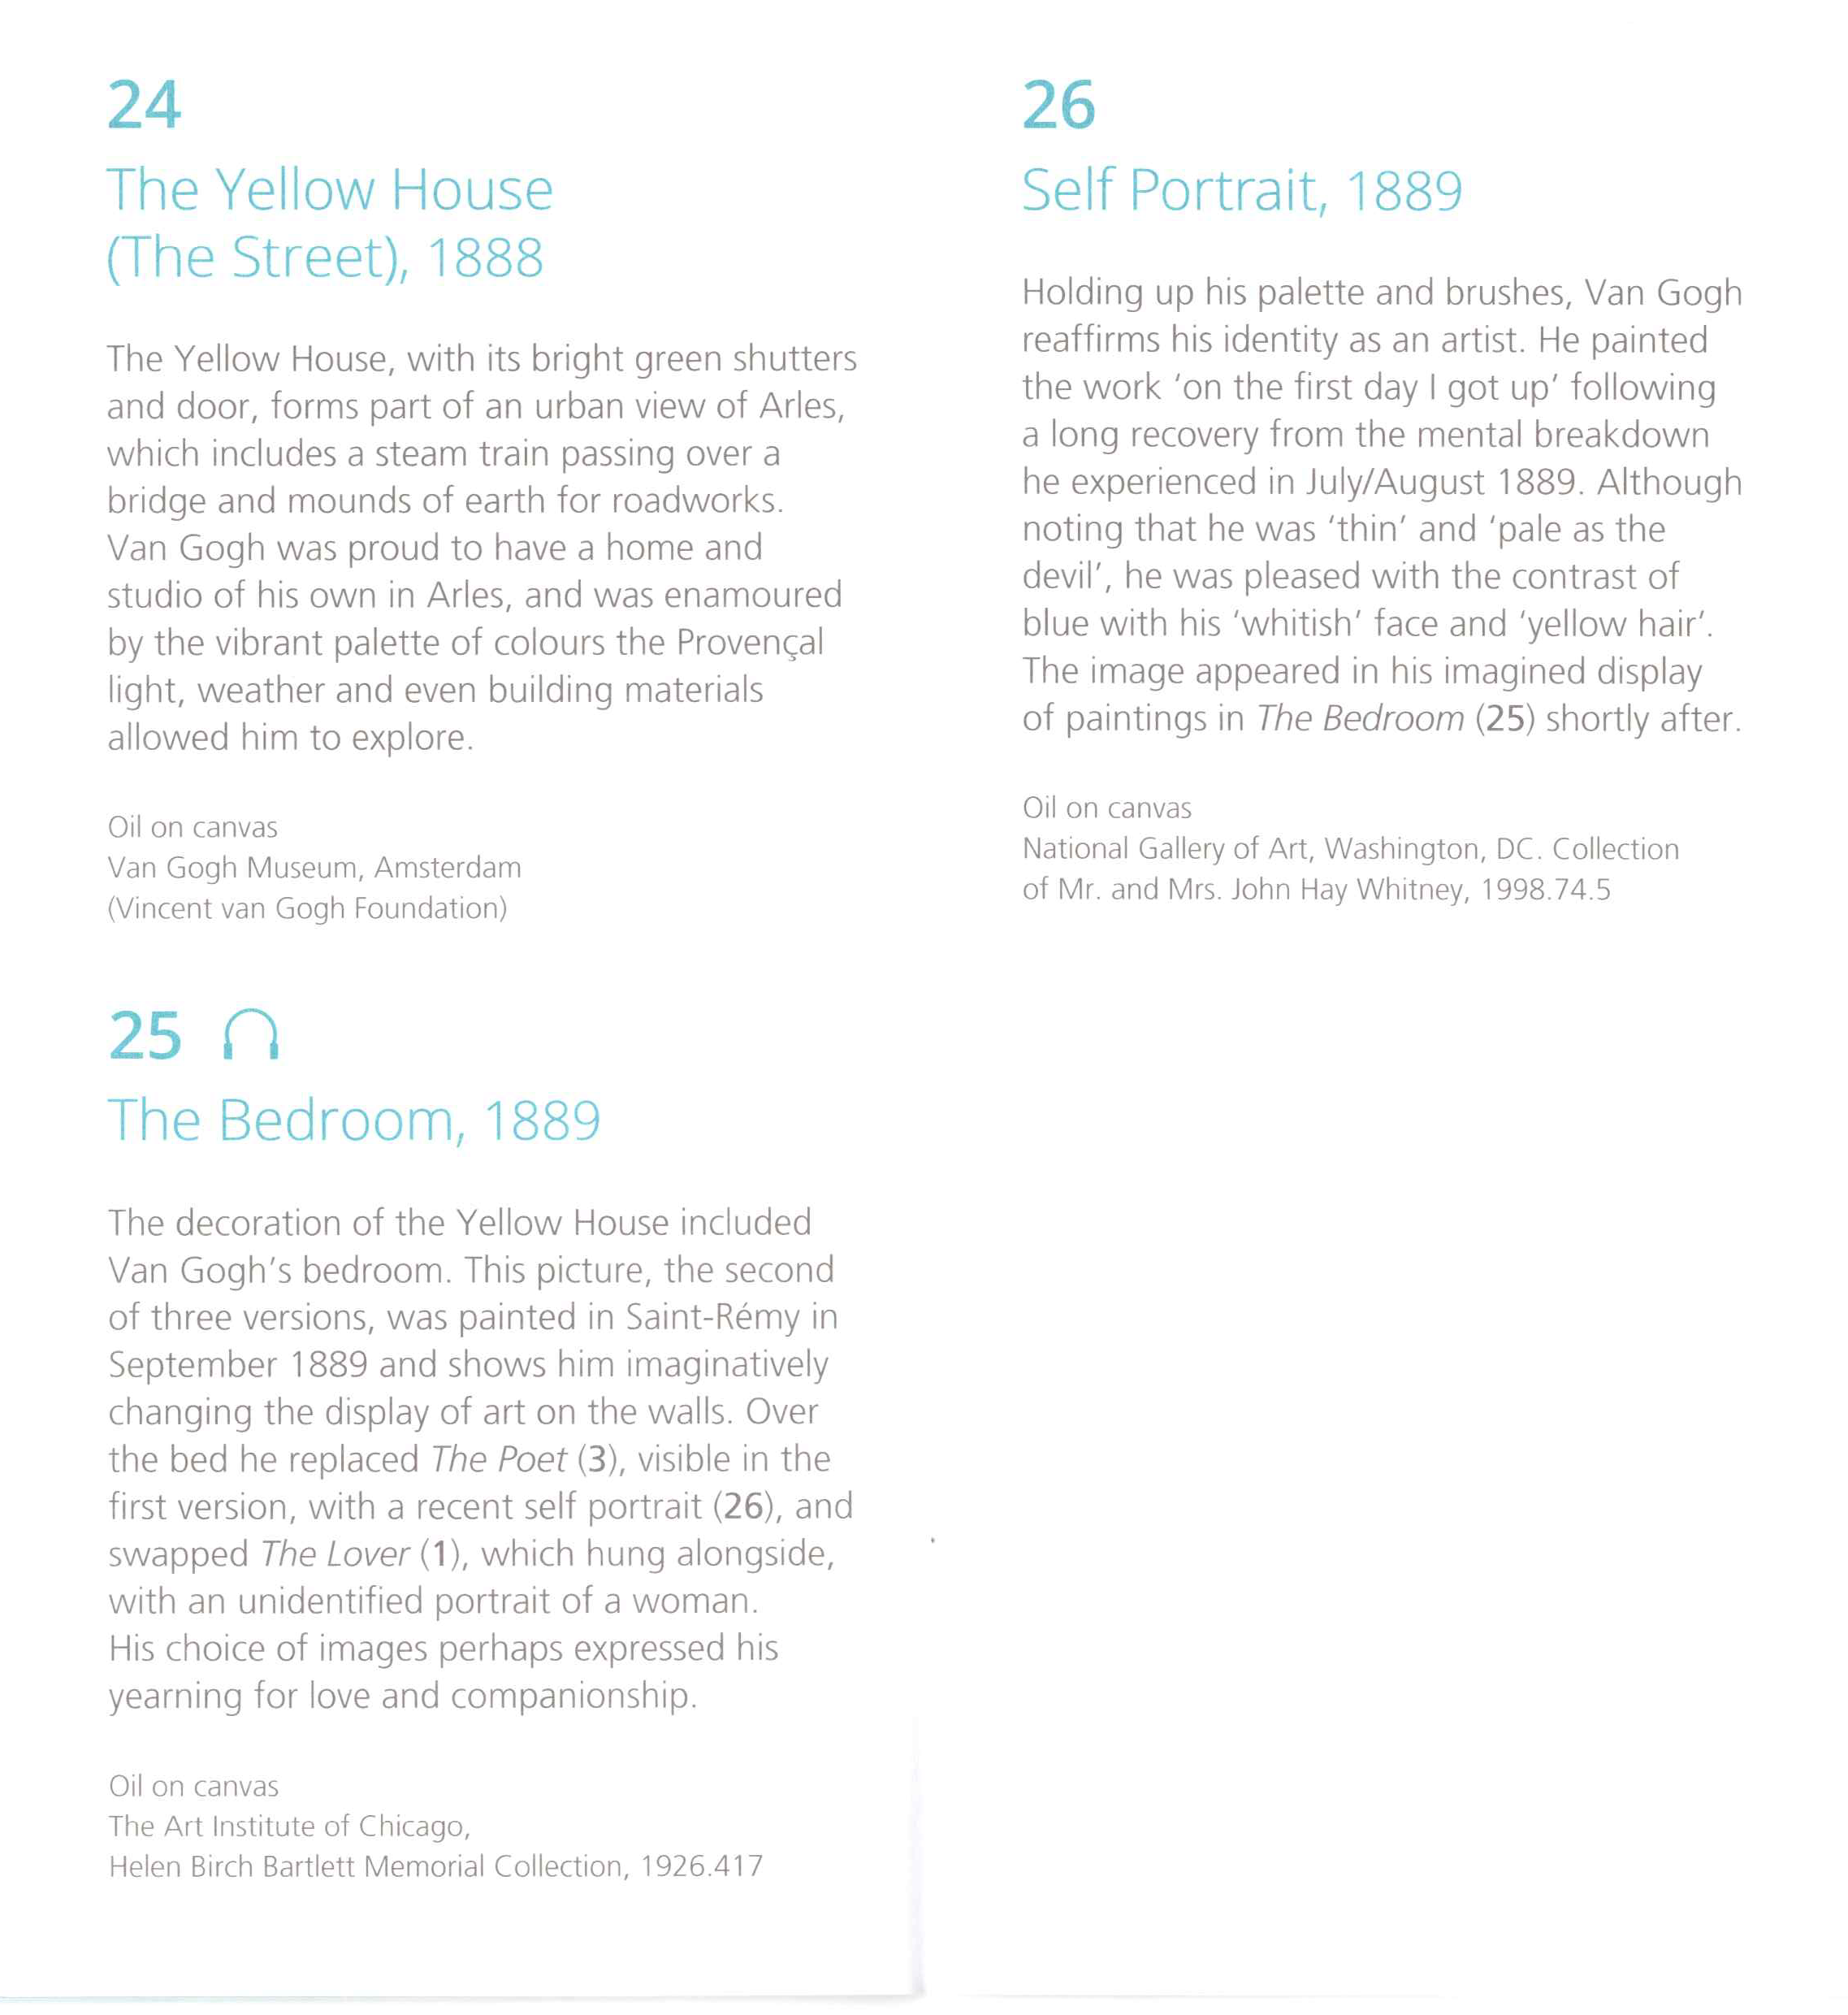 24
The Yellow House
(The Street), 1888
The Yellow House, with its bright green shutters
and door, forms part of an urban view of Arles,
which includes a steam train passing over a
bridge and mounds of earth for roadworks.
Van Gogh was proud to have a home and
studio of his own in Arles, and was enamoured
by the vibrant palette of colours the Provençal
light, weather and even building materials
allowed him to explore.
Oil on canvas
Van Gogh Museum, Amsterdam
(Vincent van Gogh Foundation)
25
The Bedroom, 1889
The decoration of the Yellow House included
Van Gogh’s bedroom. This picture, the second
of three versions, was painted in Saint-Rémy in
September 1889 and shows him imaginatively
changing the display of art on the walls. Over
the bed he replaced The Poet (3), visible in the
first version, with a recent self portrait (26), and
swapped The Lover (1), which hung alongside,
with an unidentified portrait of a woman.
His choice of images perhaps expressed his
yearning for love and companionship.
Oil on canvas
The Art Institute of Chicago,
Helen Birch Bartlett Memorial Collection, 1926.417
26
Self Portrait, 1889
Holding up his palette and brushes, Van Gogh
reaffirms his identity as an artist. He painted
the work ‘on the first day I got up’ following
a long recovery from the mental breakdown
he experienced in July/August 1889. Although
noting that he was ‘thin’ and ‘pale as the
devil’, he was pleased with the contrast of
blue with his ‘whitish’ face and ‘yellow hair’.
The image appeared in his imagined display
of paintings in The Bedroom (25) shortly after.
Oil on canvas
National Gallery of Art, Washington, DC. Collection
of Mr. and Mrs. John Hay Whitney, 1998.74.5